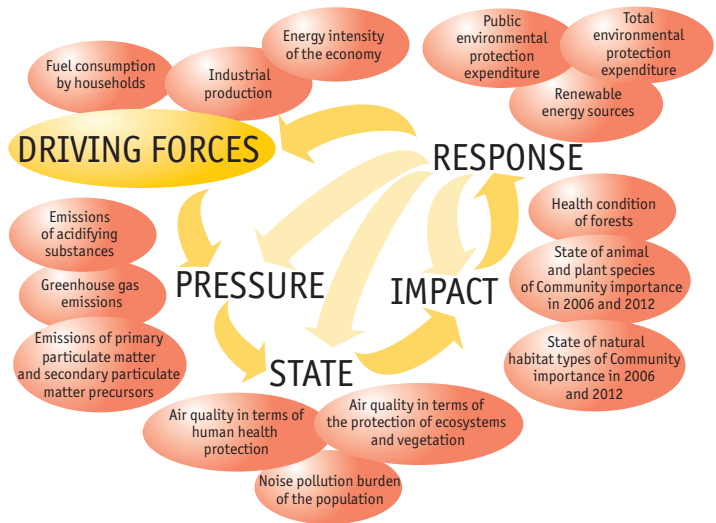 Energy intensity
of the economy
Fuel consumption
by households
Industrial
production
Public
environmental
protection
expenditure
Total
environmental
protection
expenditure
Renewable
energy sources
DRIVING FORCES
RESPONSE
Emissions
of acidifying
substances
Greenhouse gas
emissions
Emissions of primary
particulate matter
and secondary particulate
matter precursors
PRESSURE
IMPACT
Health condition
of forests
State of animal
and plant species
of Community importance
in 2006 and 2012
State of natural
habitat types of Community
importance in 2006
and 2012
STATE
Air quality in terms of
human health
protection
Air quality in terms of
the protection of ecosystems
and vegetation
Noise pollution burden
of the population